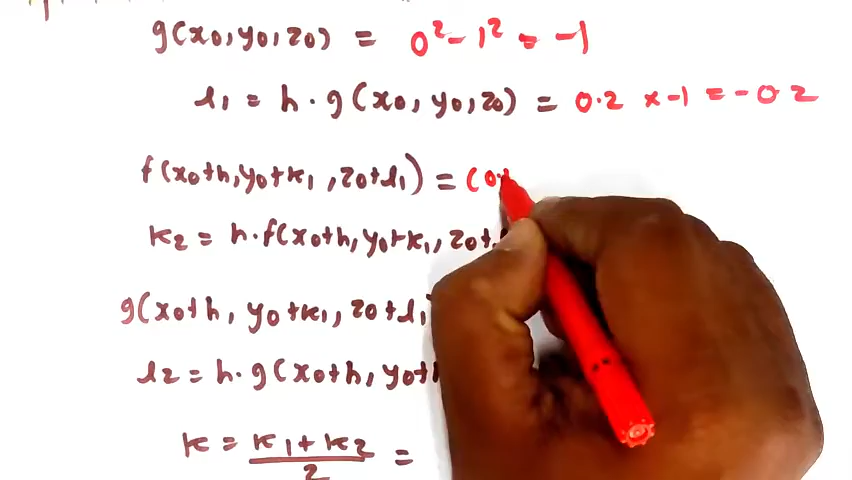 g(x0,y0,z0) = 0² - 1² = -1
l1 = h · g(x0, y0, z0) = 0.2 x -1 = -0.2
f(x0+h, y0+k1, z0+l1) = (0+
k2 = h·f(x0+h, y0+k1, z0+
g(x0+h, y0+k1, z0+l1
l2 = h· g(x0+h, y0+
k = k1+k2/2 =